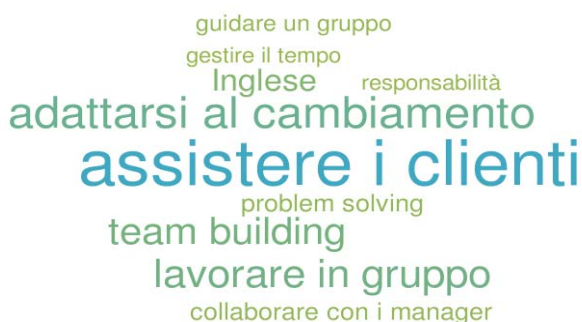 guidare un gruppo
gestire il tempo
Inglese responsabilità
adattarsi al cambiamento
assistere i clienti
problem solving
team building
lavorare in gruppo
collaborare con i manager